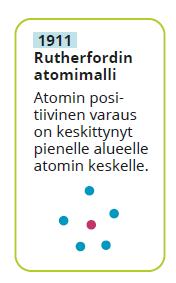 1911
Rutherfordin
atomimalli
Atomin posi-
tiivinen varaus
on keskittynyt
pienelle alueelle
atomin keskelle.